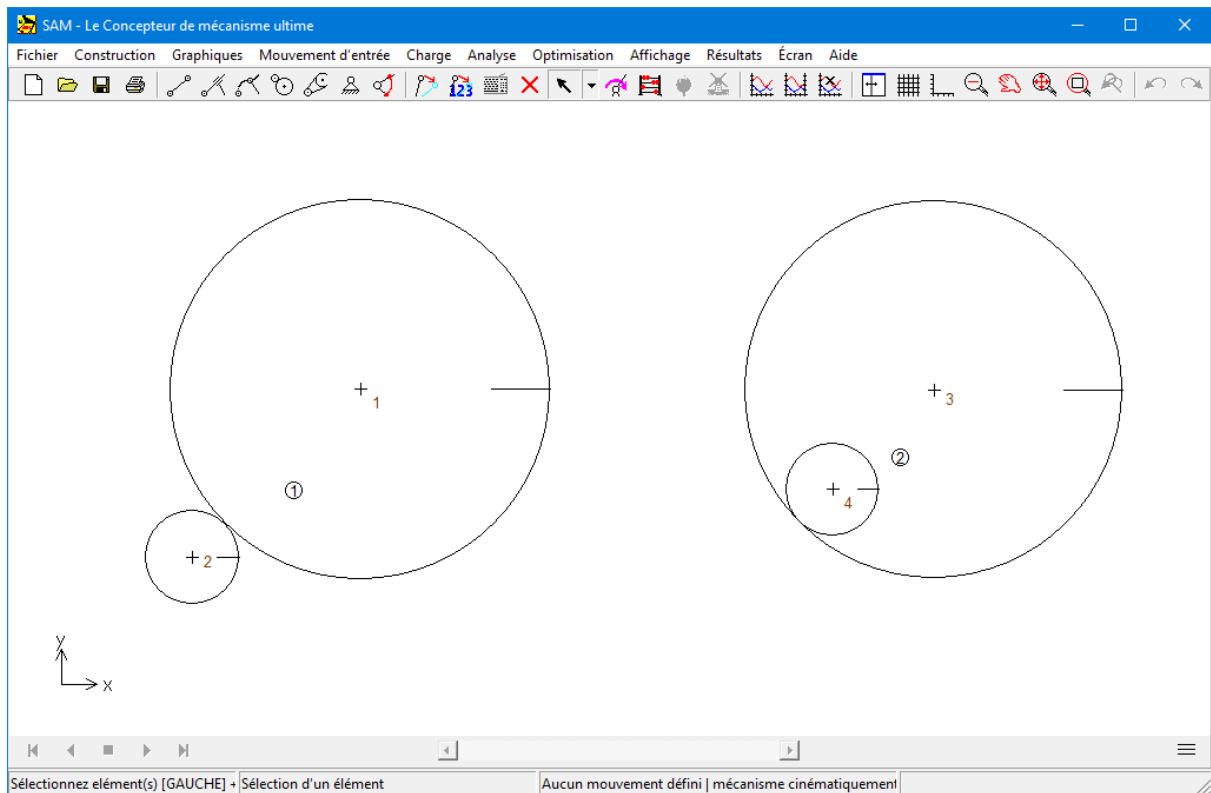 SAM - Le Concepteur de mécanisme ultime
Fichier Construction Graphiques Mouvement d'entrée Charge Analyse Optimisation Affichage Résultats Écran Aide
123
1
3
2
1
4
2
y
x
Sélectionnez elément(s) [GAUCHE] + Sélection d'un élément Aucun mouvement défini | mécanisme cinématiquement